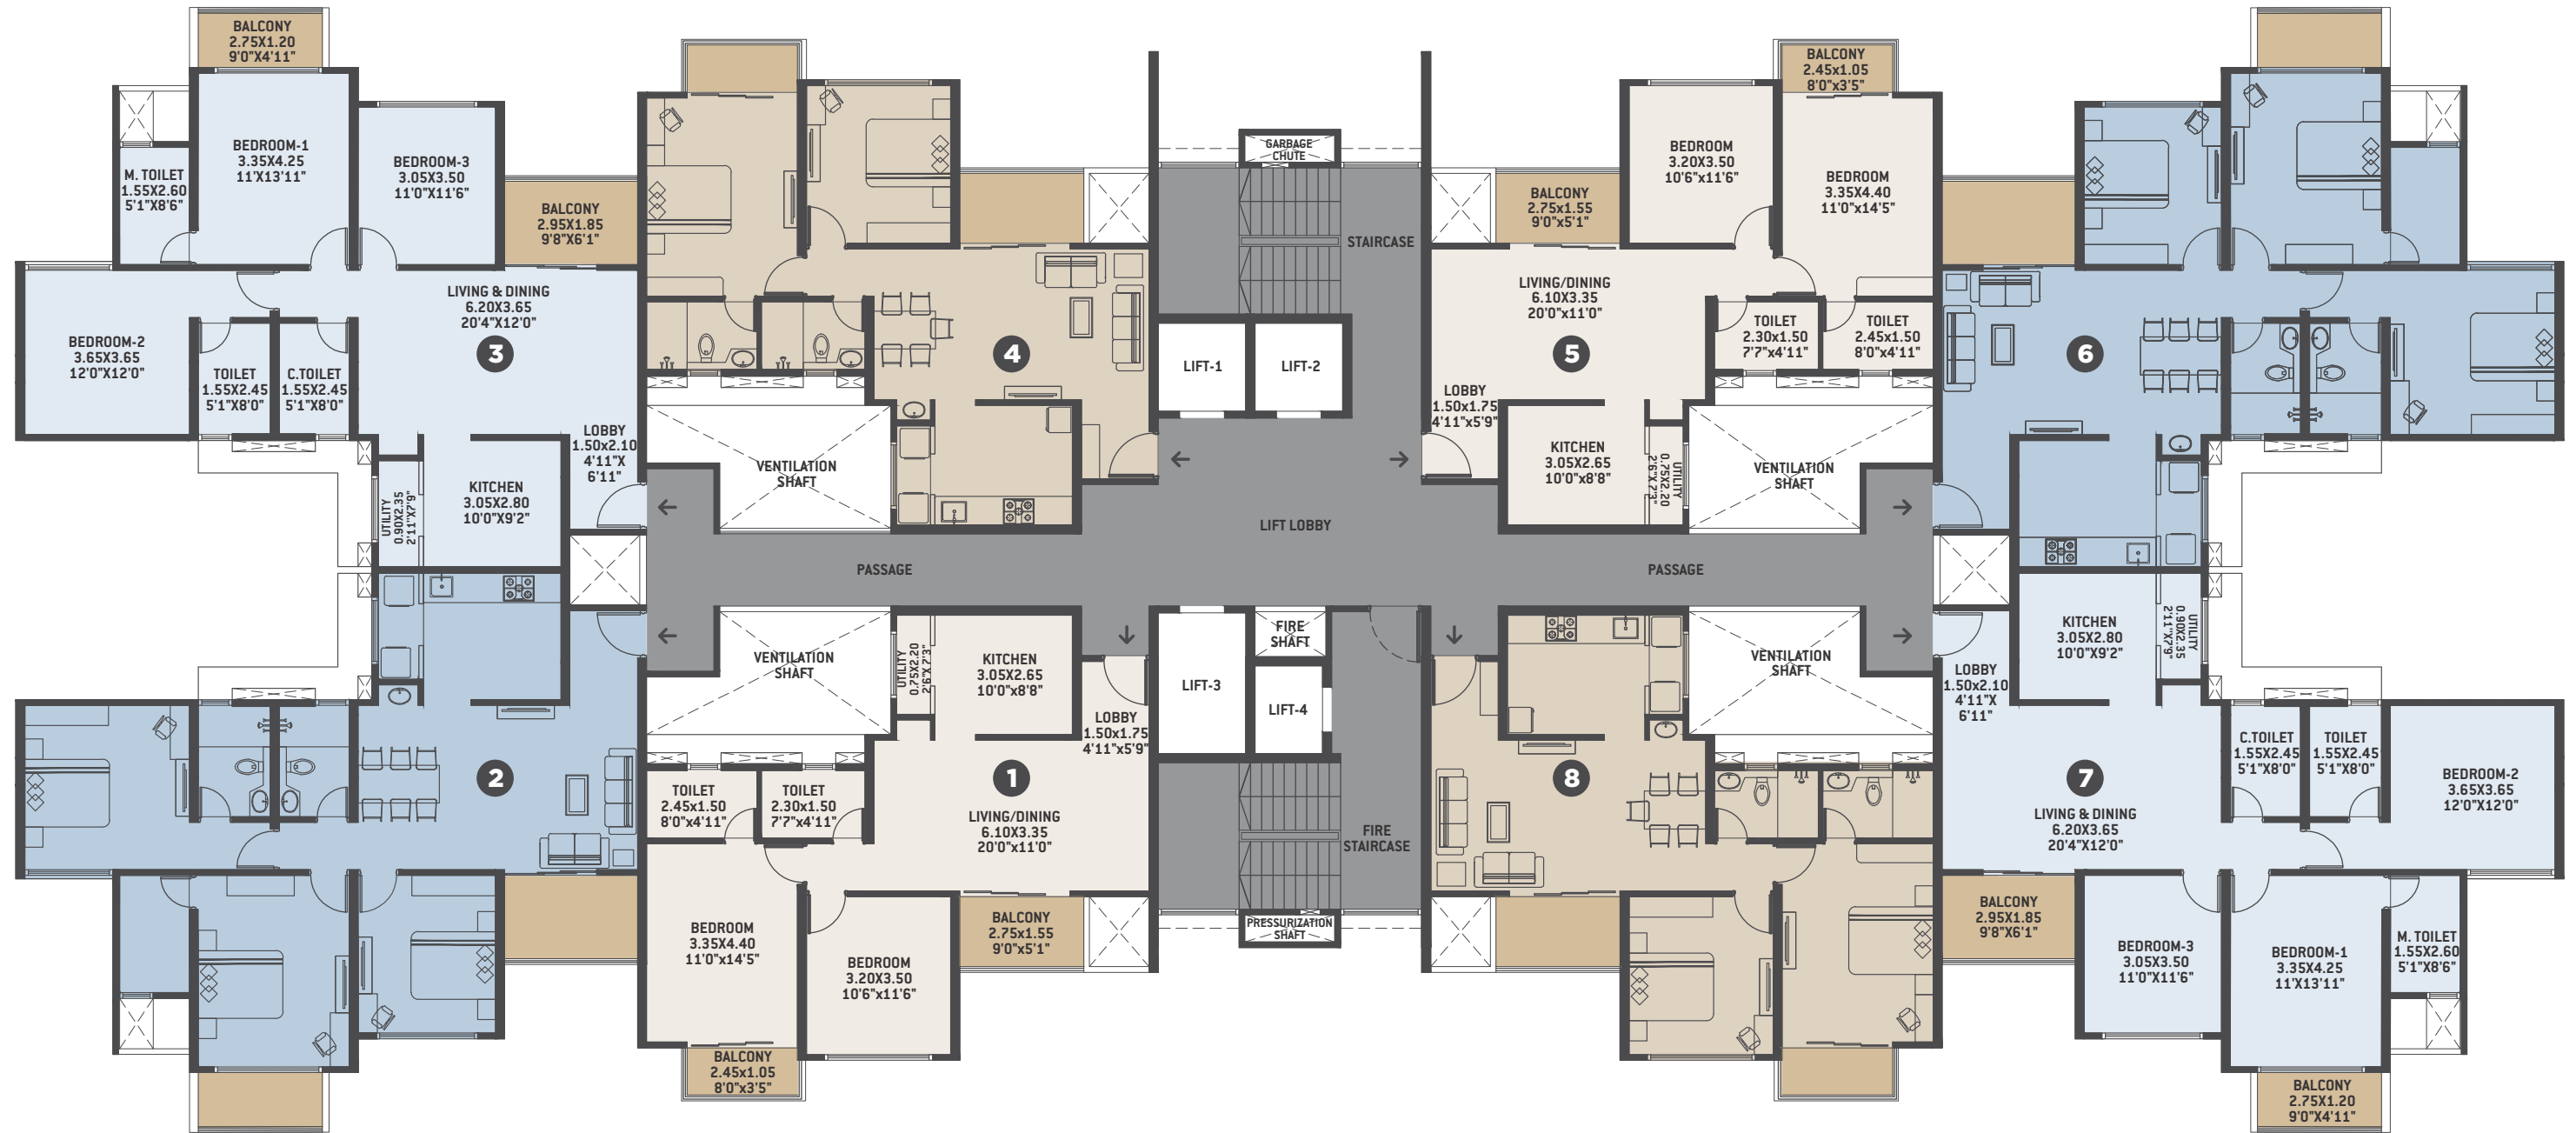 BALCONY
2.75X1.20
9'0"X4'11"
BEDROOM-1
3.35X4.25
11'X13'11"
BEDROOM-3
3.05X3.50
11'0"X11'6"
M. TOILET
1.55X2.60
5'1"X8'6"
BALCONY
2.95X1.85
9'8"X6'1"
LIVING & DINING
6.20X3.65
20'4"X12'0"
3
BEDROOM-2
3.65X3.65
12'0"X12'0"
TOILET
1.55X2.45
5'1"X8'0"
C.TOILET
1.55X2.45
5'1"X8'0"
LOBBY
1.50x2.10
4'11"X
6'11"
KITCHEN
3.05X2.80
10'0"X9'2"
UTILITY
0.90X2.35
2'11"X7'9"
4
VENTILATION
SHAFT
GARBAGE
CHUTE
STAIRCASE
LIFT-1
LIFT-2
LIFT LOBBY
PASSAGE
PASSAGE
BALCONY
2.75x1.55
9'0"x5'1"
BEDROOM
3.20X3.50
10'6"x11'6"
BALCONY
2.45x1.05
8'0"x3'5"
BEDROOM
3.35X4.40
11'0"x14'5"
LIVING/DINING
6.10X3.35
20'0"x11'0"
5
TOILET
2.30x1.50
7'7"x4'11"
TOILET
2.45x1.50
8'0"x4'11"
LOBBY
1.50x1.75
4'11"x5'9"
KITCHEN
3.05X2.65
10'0"x8'8"
UTILITY
0.75X2.20
2'6"X 7'3"
VENTILATION
SHAFT
6
2
VENTILATION
SHAFT
UTILITY
0.75X2.20
2'6"X 7'3"
KITCHEN
3.05X2.65
10'0"x8'8"
LOBBY
1.50x1.75
4'11"x5'9"
TOILET
2.45x1.50
8'0"x4'11"
TOILET
2.30x1.50
7'7"x4'11"
1
LIVING/DINING
6.10X3.35
20'0"x11'0"
BEDROOM
3.35X4.40
11'0"x14'5"
BEDROOM
3.20X3.50
10'6"x11'6"
BALCONY
2.75x1.55
9'0"x5'1"
BALCONY
2.45x1.05
8'0"x3'5"
FIRE
SHAFT
LIFT-3
LIFT-4
FIRE
STAIRCASE
PRESSURIZATION
SHAFT
8
VENTILATION
SHAFT
KITCHEN
3.05X2.80
10'0"X9'2"
UTILITY
0.90X2.35
2'11"X7'9"
LOBBY
1.50x2.10
4'11"X
6'11"
7
LIVING & DINING
6.20X3.65
20'4"X12'0"
C.TOILET
1.55X2.45
5'1"X8'0"
TOILET
1.55X2.45
5'1"X8'0"
BEDROOM-2
3.65X3.65
12'0"X12'0"
BALCONY
2.95X1.85
9'8"X6'1"
BEDROOM-3
3.05X3.50
11'0"X11'6"
BEDROOM-1
3.35X4.25
11'X13'11"
M. TOILET
1.55X2.60
5'1"X8'6"
BALCONY
2.75X1.20
9'0"X4'11"